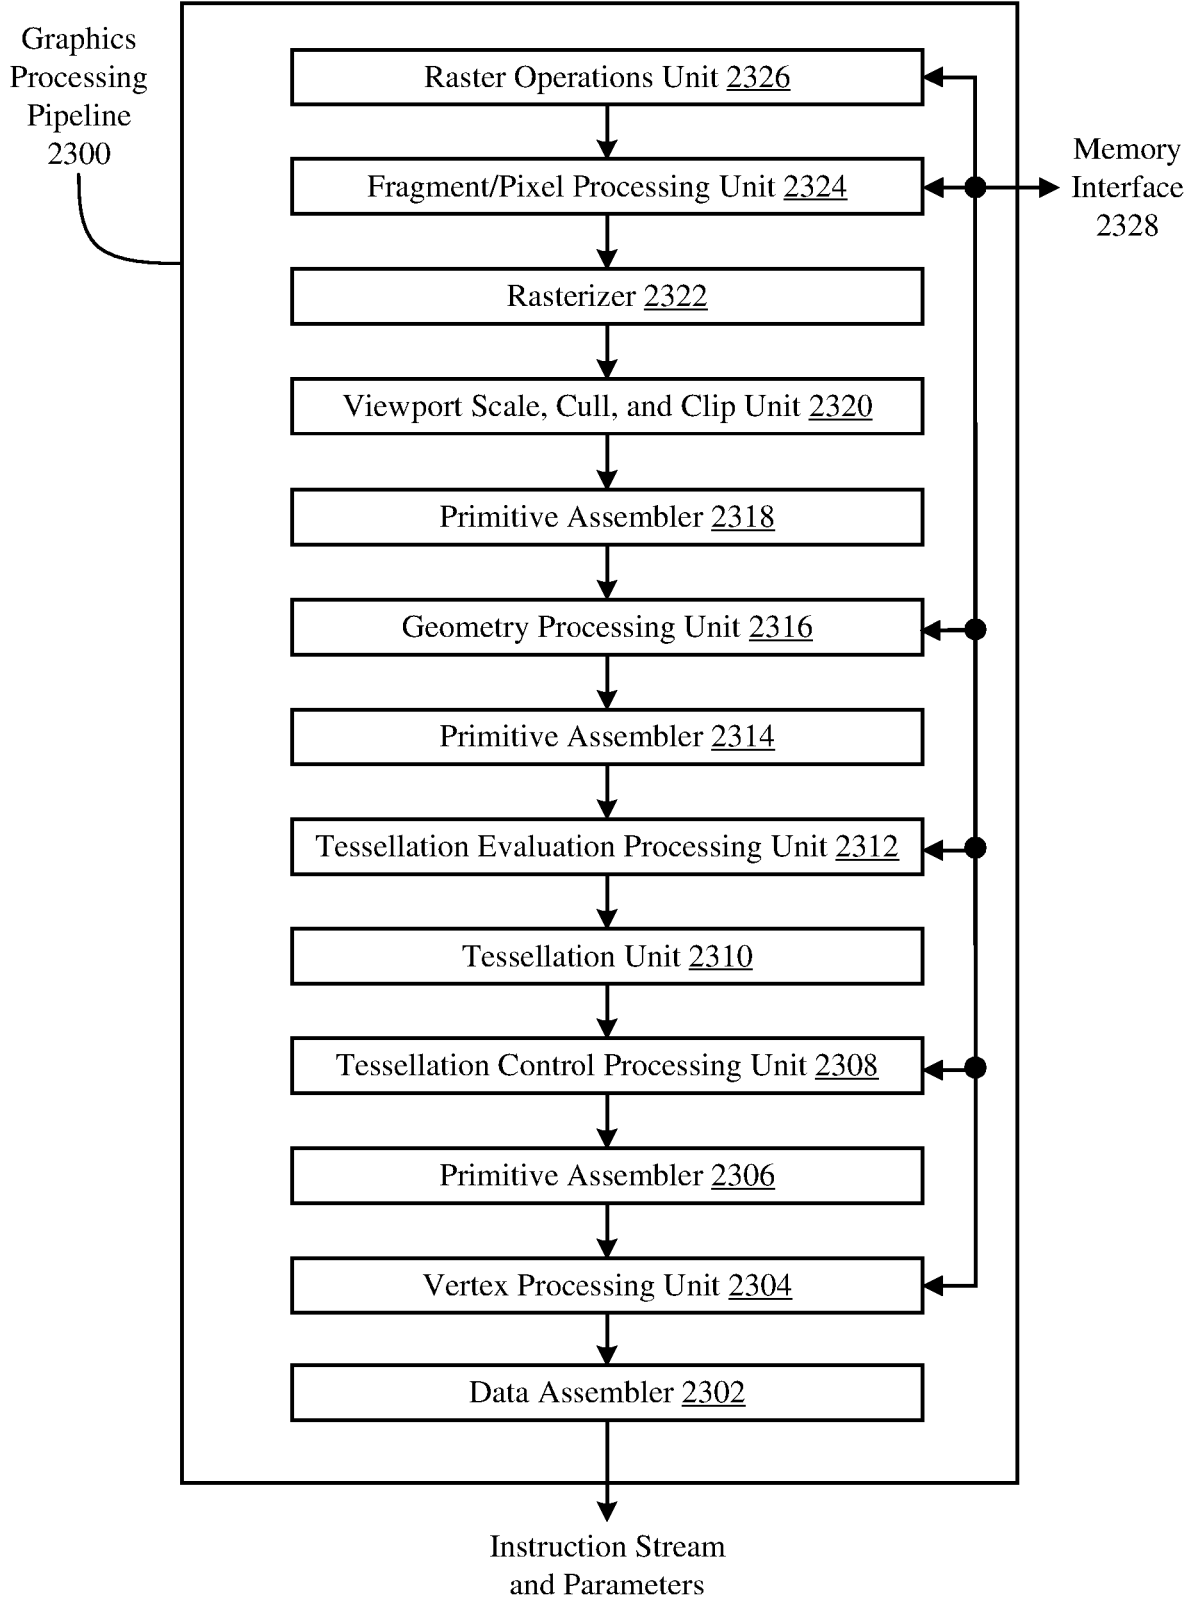 Graphics
Processing
Pipeline
2300
Raster Operations Unit 2326
Fragment/Pixel Processing Unit 2324
Memory
Interface
2328
Rasterizer 2322
Viewport Scale, Cull, and Clip Unit 2320
Primitive Assembler 2318
Geometry Processing Unit 2316
Primitive Assembler 2314
Tessellation Evaluation Processing Unit 2312
Tessellation Unit 2310
Tessellation Control Processing Unit 2308
Primitive Assembler 2306
Vertex Processing Unit 2304
Data Assembler 2302
Instruction Stream
and Parameters